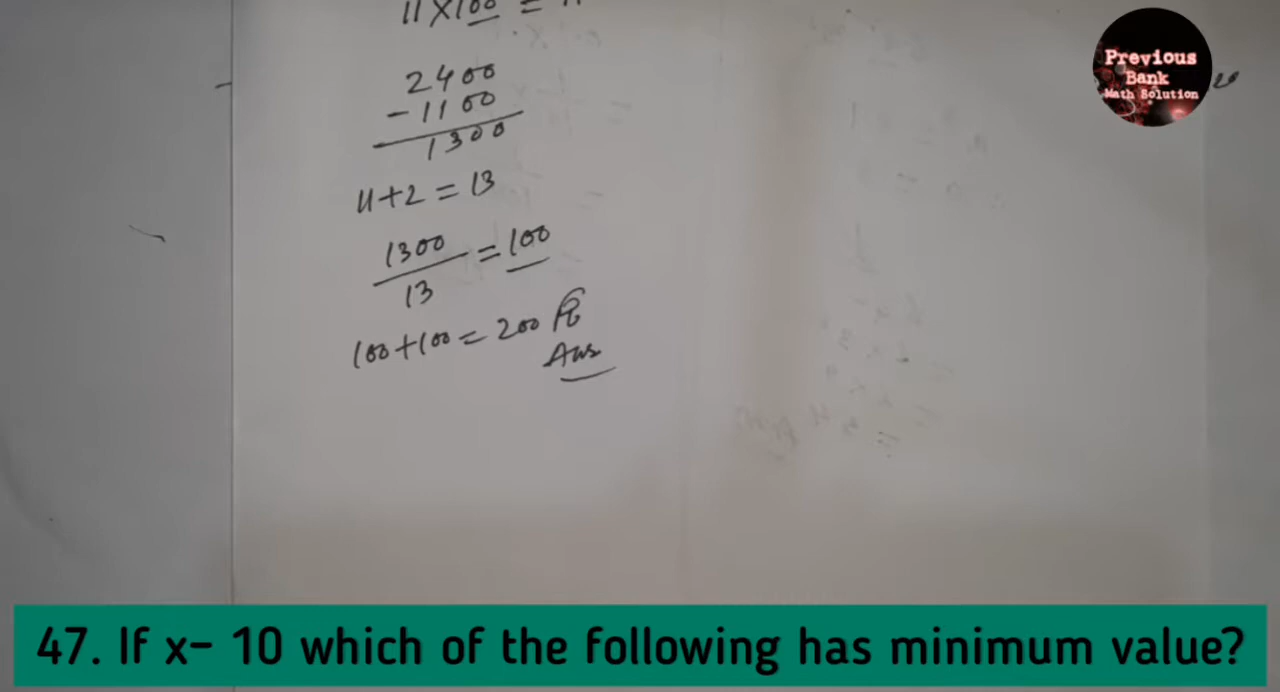 11×100 =
2400
-1100
1300
11+2=13
1300
13
=100
100+100=200
Ans
Previous
Bank
Math Solution
47. If x– 10 which of the following has minimum value?